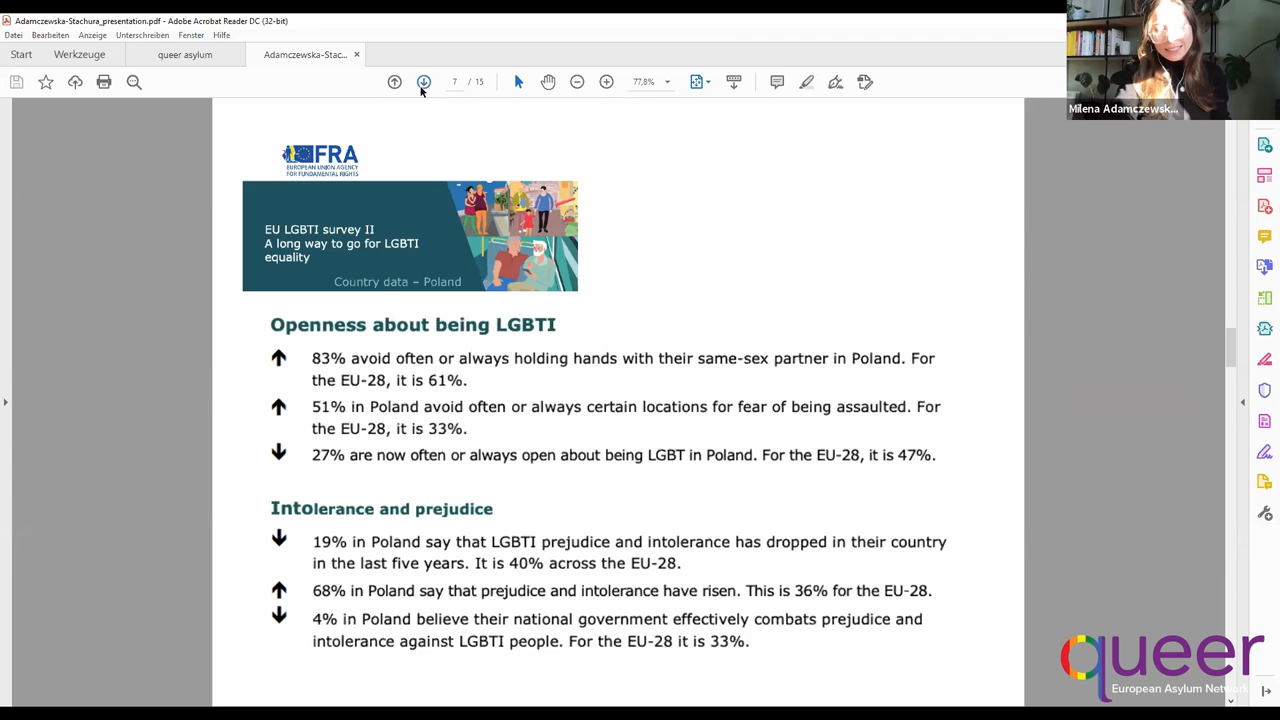 Adamczewska-Stachura_presentation.pdf - Adobe Acrobat Reader DC (32-bit)
Datei Bearbeiten Anzeige Unterschreiben Fenster Hilfe
Start Werkzeuge queer asylum Adamczewska-Stac... ×
7 / 15 77,8%
Milena Adamczewsk...
FRA
EUROPEAN UNION AGENCY
FOR FUNDAMENTAL RIGHTS
EU LGBTI survey II
A long way to go for LGBTI
equality
Country data – Poland
Openness about being LGBTI
83% avoid often or always holding hands with their same-sex partner in Poland. For
the EU-28, it is 61%.
51% in Poland avoid often or always certain locations for fear of being assaulted. For
the EU-28, it is 33%.
27% are now often or always open about being LGBT in Poland. For the EU-28, it is 47%.
Intolerance and prejudice
19% in Poland say that LGBTI prejudice and intolerance has dropped in their country
in the last five years. It is 40% across the EU-28.
68% in Poland say that prejudice and intolerance have risen. This is 36% for the EU-28.
4% in Poland believe their national government effectively combats prejudice and
intolerance against LGBTI people. For the EU-28 it is 33%.
queer
European Asylum Network